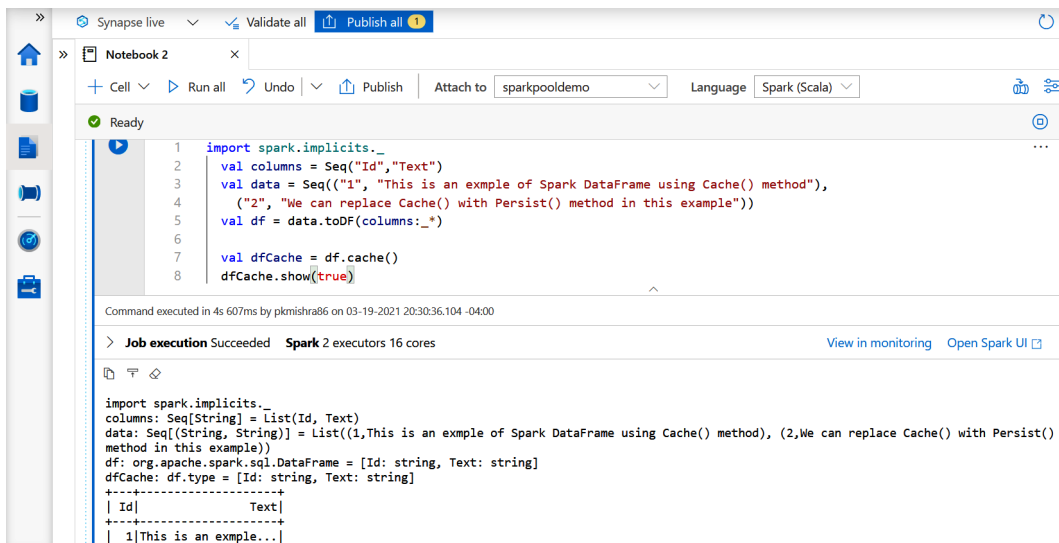 Synapse live Validate all Publish all 1
Notebook 2
Cell Run all Undo Publish Attach to sparkpooldemo Language Spark (Scala)
Ready
1 import spark.implicits._
2 val columns = Seq("Id","Text")
3 val data = Seq(("1", "This is an exmple of Spark DataFrame using Cache() method"),
4 ("2", "We can replace Cache() with Persist() method in this example"))
5 val df = data.toDF(columns:_*)
6
7 val dfCache = df.cache()
8 dfCache.show(true)
Command executed in 4s 607ms by pkmishra86 on 03-19-2021 20:30:36.104 -04:00
Job execution Succeeded Spark 2 executors 16 cores View in monitoring Open Spark UI
import spark.implicits._
columns: Seq[String] = List(Id, Text)
data: Seq[(String, String)] = List((1,This is an exmple of Spark DataFrame using Cache() method), (2,We can replace Cache() with Persist()
method in this example))
df: org.apache.spark.sql.DataFrame = [Id: string, Text: string]
dfCache: df.type = [Id: string, Text: string]
+---+--------------------+
| Id|                Text|
+---+--------------------+
|  1|This is an exmple...|